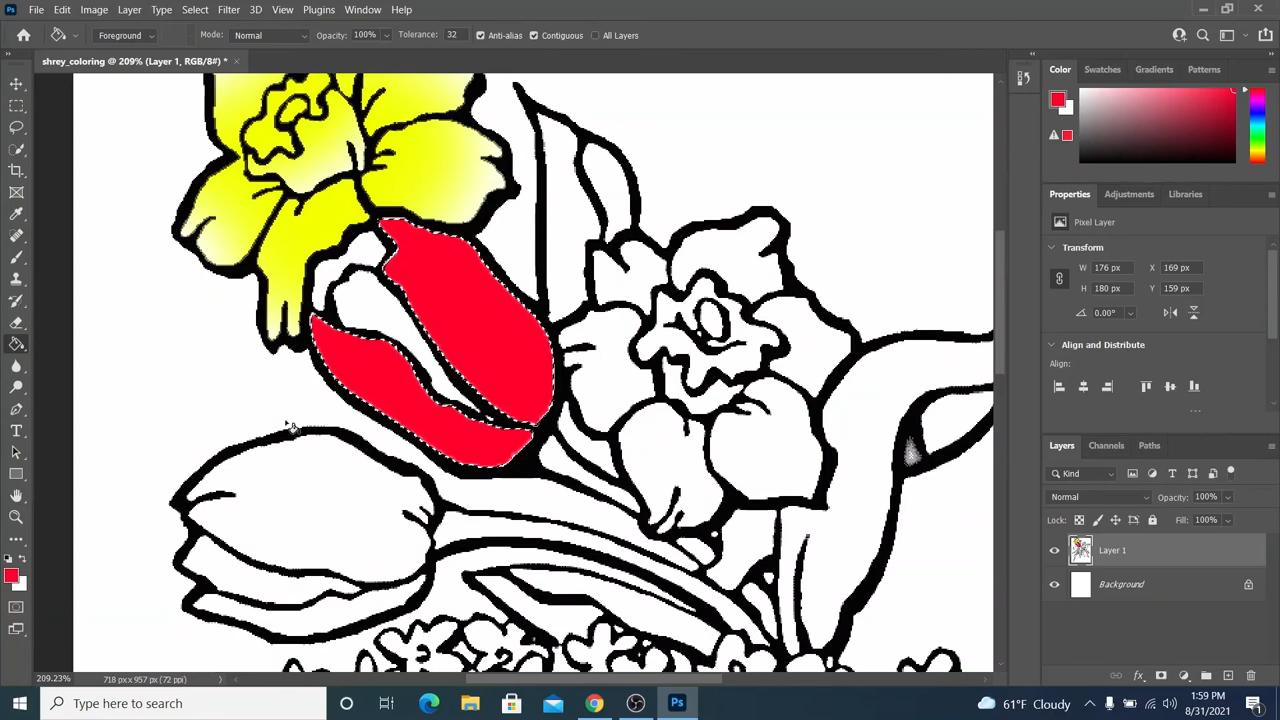 Ps File Edit Image Layer Type Select Filter 3D View Plugins Window Help
Foreground Mode: Normal Opacity: 100% Tolerance: 32 Anti-alias Contiguous All Layers
shrey_coloring @ 209% (Layer 1, RGB/8#) *
Color Swatches Gradients Patterns
Properties Adjustments Libraries
Pixel Layer
Transform
W 176 px X 169 px
H 180 px Y 159 px
0.00°
Align and Distribute
Align:
Layers Channels Paths
Kind
Normal Opacity: 100%
Lock: Fill: 100%
Layer 1
Background
209.23% 718 px x 957 px (72 ppi)
Type here to search
Ps
61°F Cloudy
1:59 PM
8/31/2021